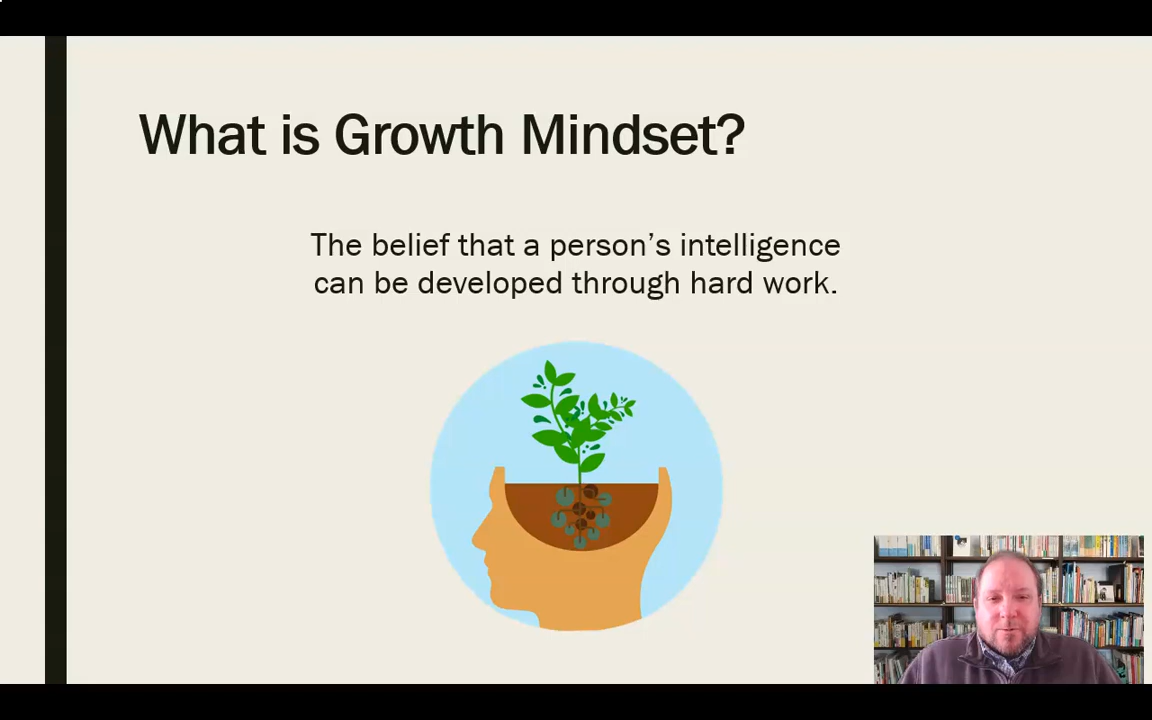 What is Growth Mindset?
The belief that a person’s intelligence
can be developed through hard work.